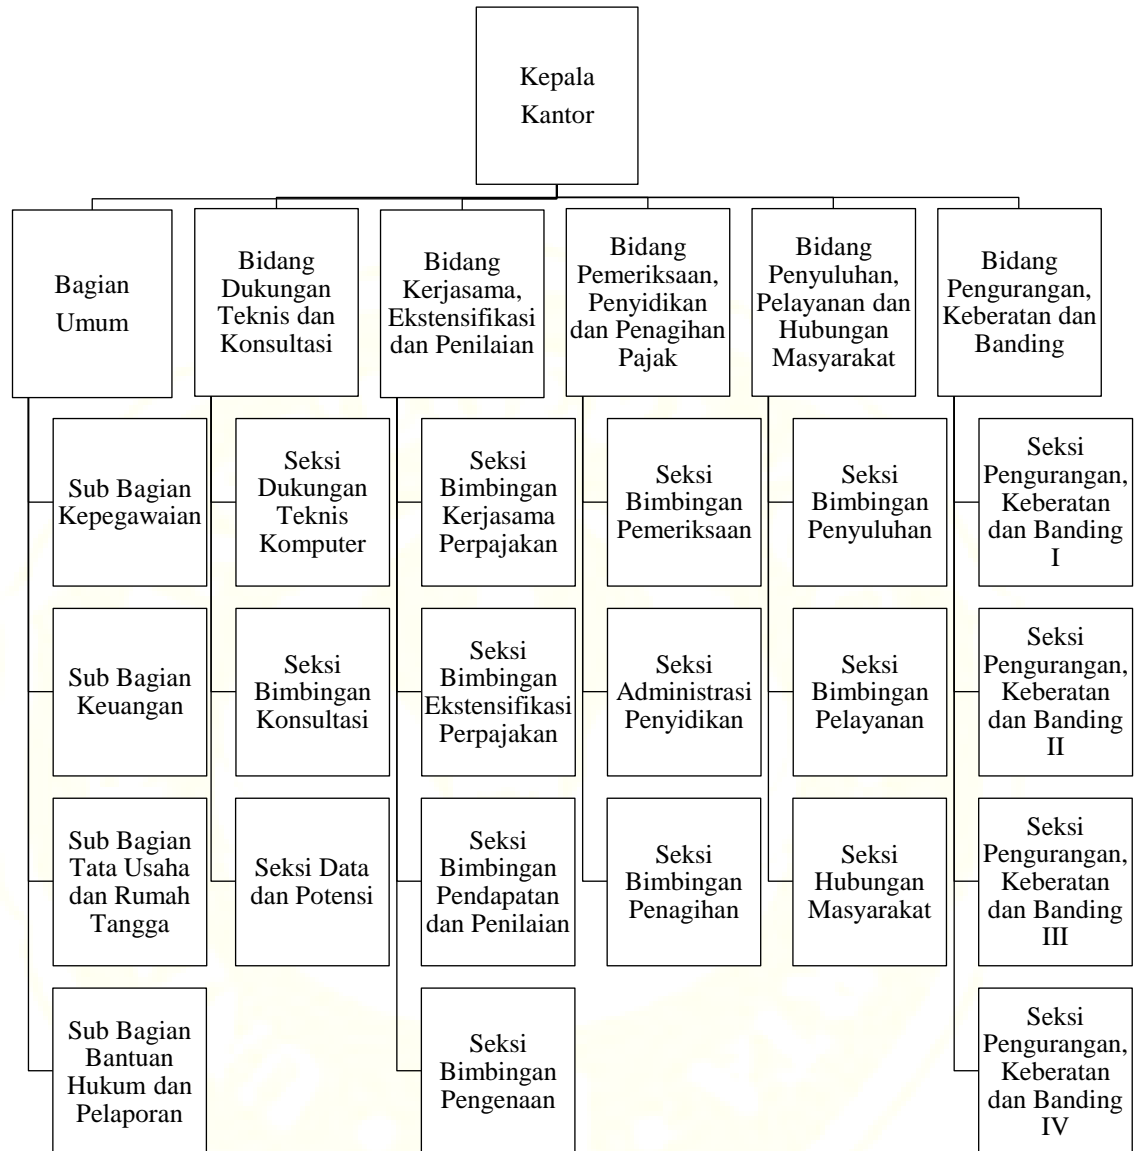 Kepala
Kantor
Bagian
Umum
Bidang
Dukungan
Teknis dan
Konsultasi
Bidang
Kerjasama,
Ekstensifikasi
dan Penilaian
Bidang
Pemeriksaan,
Penyidikan
dan Penagihan
Pajak
Bidang
Penyuluhan,
Pelayanan dan
Hubungan
Masyarakat
Bidang
Pengurangan,
Keberatan dan
Banding
Sub Bagian
Kepegawaian
Seksi
Dukungan
Teknis
Komputer
Seksi
Bimbingan
Kerjasama
Perpajakan
Seksi
Bimbingan
Pemeriksaan
Seksi
Bimbingan
Penyuluhan
Seksi
Pengurangan,
Keberatan
dan Banding
I
Sub Bagian
Keuangan
Seksi
Bimbingan
Konsultasi
Seksi
Bimbingan
Ekstensifikasi
Perpajakan
Seksi
Administrasi
Penyidikan
Seksi
Bimbingan
Pelayanan
Seksi
Pengurangan,
Keberatan
dan Banding
II
Sub Bagian
Tata Usaha
dan Rumah
Tangga
Seksi Data
dan Potensi
Seksi
Bimbingan
Pendapatan
dan Penilaian
Seksi
Bimbingan
Penagihan
Seksi
Hubungan
Masyarakat
Seksi
Pengurangan,
Keberatan
dan Banding
III
Sub Bagian
Bantuan
Hukum dan
Pelaporan
Seksi
Bimbingan
Pengenaan
Seksi
Pengurangan,
Keberatan
dan Banding
IV